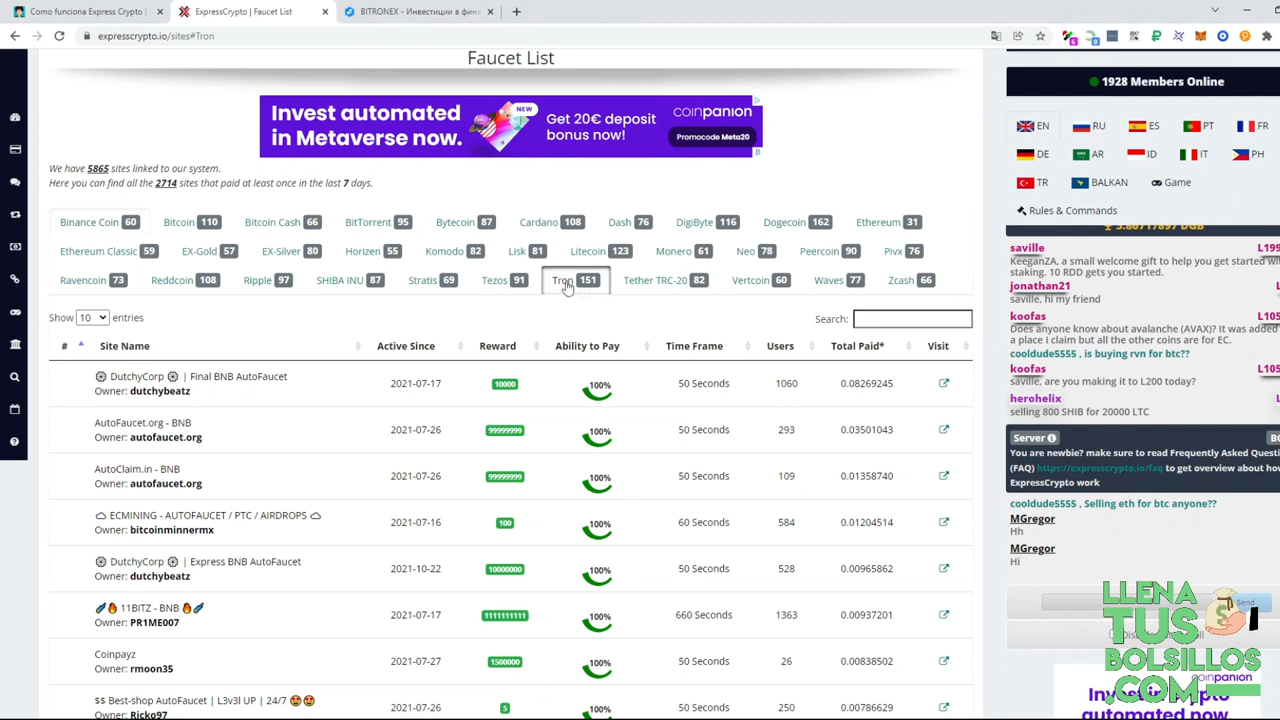 Como funciona Express Crypto |
ExpressCrypto | Faucet List
BITRONEX - Инвестиции в фина
expresscrypto.io/sites#Tron
Faucet List
Invest automated
in Metaverse now.
NEW
Get 20€ deposit
bonus now!
coinpanion
Promocode Meta20
We have 5865 sites linked to our system.
Here you can find all the 2714 sites that paid at least once in the last 7 days.
Binance Coin 60 Bitcoin 110 Bitcoin Cash 66 BitTorrent 95 Bytecoin 87 Cardano 108 Dash 76 DigiByte 116 Dogecoin 162 Ethereum 31
Ethereum Classic 59 EX-Gold 57 EX-Silver 80 Horizen 55 Komodo 82 Lisk 81 Litecoin 123 Monero 61 Neo 78 Peercoin 90 Pivx 76
Ravencoin 73 Reddcoin 108 Ripple 97 SHIBA INU 87 Stratis 69 Tezos 91 Tron 151 Tether TRC-20 82 Vertcoin 60 Waves 77 Zcash 66
Show 10 entries Search:
# Site Name Active Since Reward Ability to Pay Time Frame Users Total Paid* Visit
DutchyCorp | Final BNB AutoFaucet
Owner: dutchybeatz
2021-07-17 10000 100% 50 Seconds 1060 0.08269245
AutoFaucet.org - BNB
Owner: autofaucet.org
2021-07-26 99999999 100% 50 Seconds 293 0.03501043
AutoClaim.in - BNB
Owner: autofaucet.org
2021-07-26 99999999 100% 50 Seconds 109 0.01358740
ECMINING - AUTOFAUCET / PTC / AIRDROPS
Owner: bitcoinminnermx
2021-07-16 100 100% 60 Seconds 584 0.01204514
DutchyCorp | Express BNB AutoFaucet
Owner: dutchybeatz
2021-10-22 10000000 100% 50 Seconds 528 0.00965862
11BITZ - BNB
Owner: PR1ME007
2021-07-17 1111111111 100% 660 Seconds 1363 0.00937201
Coinpayz
Owner: rmoon35
2021-07-27 1500000 100% 50 Seconds 26 0.00838502
$$ Best-shop AutoFaucet | L3v3l UP | 24/7
Owner: Ricko97
2021-07-26 5 100% 50 Seconds 250 0.00786629
1928 Members Online
EN RU ES PT FR
DE AR ID IT PH
TR BALKAN Game
Rules & Commands
saville L199
KeeganZA, a small welcome gift to help you get started wi
staking. 10 RDD gets you started.
jonathan21
saville, hi my friend
koofas L105
Does anyone know about avalanche (AVAX)? It was added
a place I claim but all the other coins are for EC.
cooldude5555 , is buying rvn for btc??
koofas L105
saville, are you making it to L200 today?
herohelix
selling 800 SHIB for 20000 LTC
Server
You are newbie? make sure to read Frequently Asked Questi
(FAQ) https://expresscrypto.io/faq to get overview about how
ExpressCrypto work
cooldude5555 , Selling eth for btc anyone??
MGregor
Hh
MGregor
Hi
Send
LLENA
TUS
BOLSILLOS
.COM
coinpanion
Invest
automated now